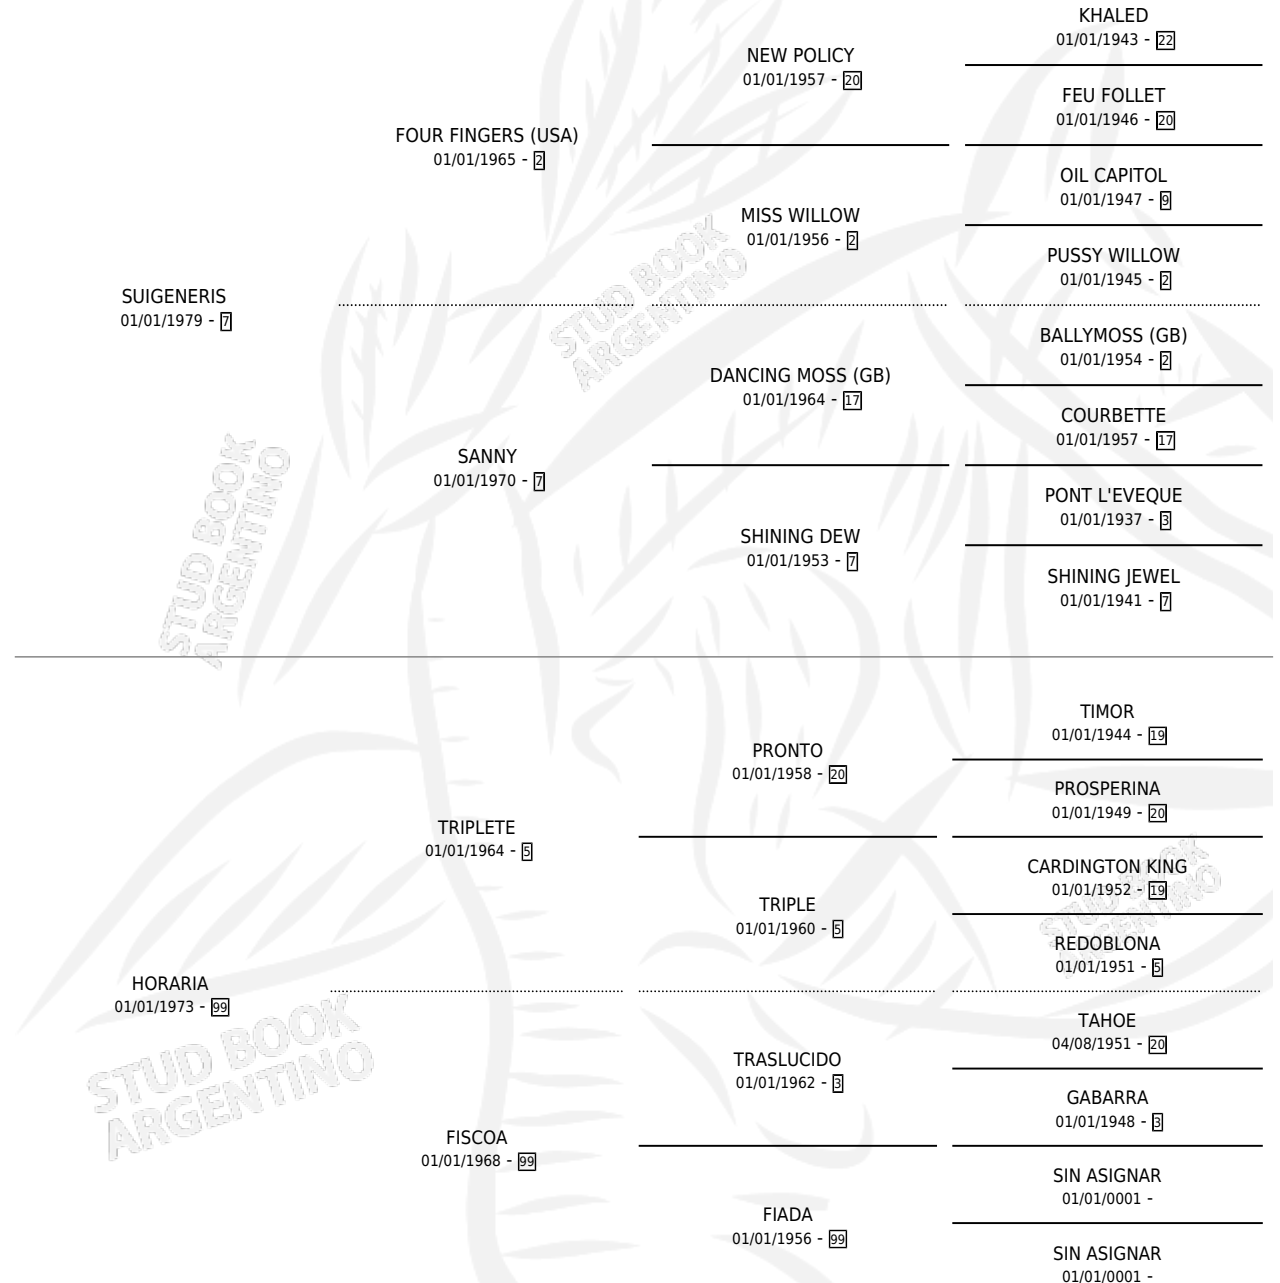 KHALED
01/01/1943 - 22
NEW POLICY
01/01/1957 - 20
FEU FOLLET
01/01/1946 - 20
FOUR FINGERS (USA)
01/01/1965 - 2
OIL CAPITOL
01/01/1947 - 9
MISS WILLOW
01/01/1956 - 2
PUSSY WILLOW
01/01/1945 - 2
SUIGENERIS
01/01/1979 - 7
STUD BOOK
ARGENTINO
BALLYMOSS (GB)
01/01/1954 - 2
DANCING MOSS (GB)
01/01/1964 - 17
COURBETTE
01/01/1957 - 17
SANNY
01/01/1970 - 7
PONT L'EVEQUE
01/01/1937 - 3
SHINING DEW
01/01/1953 - 7
SHINING JEWEL
01/01/1941 - 7
STUD BOOK
ARGENTINO
TIMOR
01/01/1944 - 19
PRONTO
01/01/1958 - 20
PROSPERINA
01/01/1949 - 20
TRIPLETE
01/01/1964 - 5
CARDINGTON KING
01/01/1952 - 19
TRIPLE
01/01/1960 - 5
REDOBLONA
01/01/1951 - 5
STUD BOOK
ARGENTINO
HORARIA
01/01/1973 - 99
TAHOE
04/08/1951 - 20
TRASLUCIDO
01/01/1962 - 3
GABARRA
01/01/1948 - 3
STUD BOOK
ARGENTINO
FISCOA
01/01/1968 - 99
SIN ASIGNAR
01/01/0001 -
FIADA
01/01/1956 - 99
SIN ASIGNAR
01/01/0001 -